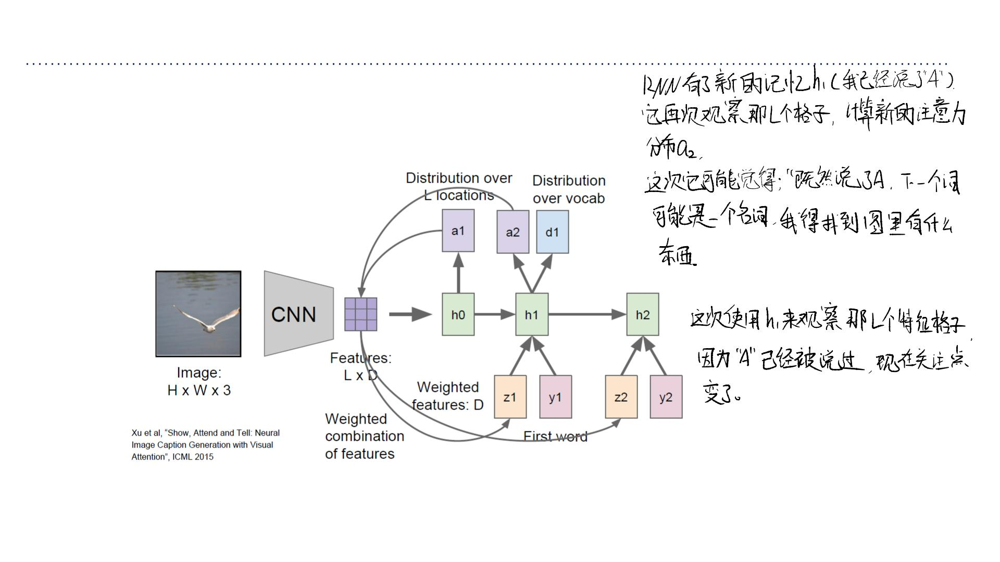 RNN有了新的记忆h₁(我已经说了"A")
它再次观察那L个格子，计算新的注意力
分布a₂，
这次它可能觉得："既然说了A，下一个词
可能是一个名词，我得找到图里有什么
东西.
Distribution over
L locations
Distribution
over vocab
a1
a2
d1
CNN
h0
h1
h2
这次使用h₁来观察那L个特征格子，
因为"A"已经被说过，现在关注点
变了。
Features:
L x D
Image:
H x W x 3
Weighted
features: D
z1
y1
z2
y2
Weighted
combination
of features
First word
Xu et al, “Show, Attend and Tell: Neural
Image Caption Generation with Visual
Attention”, ICML 2015